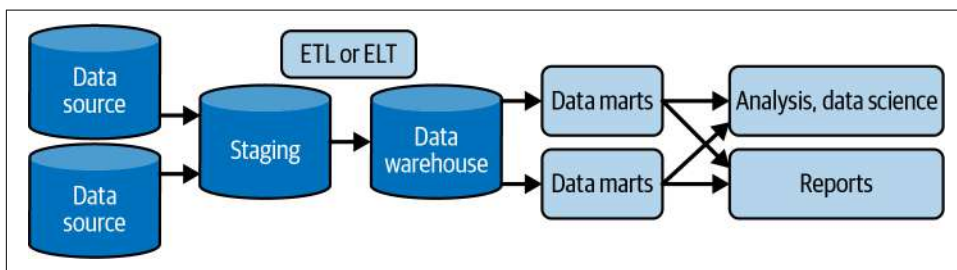 Data
source
Data
source
Staging
ETL or ELT
Data
warehouse
Data marts
Data marts
Analysis, data science
Reports